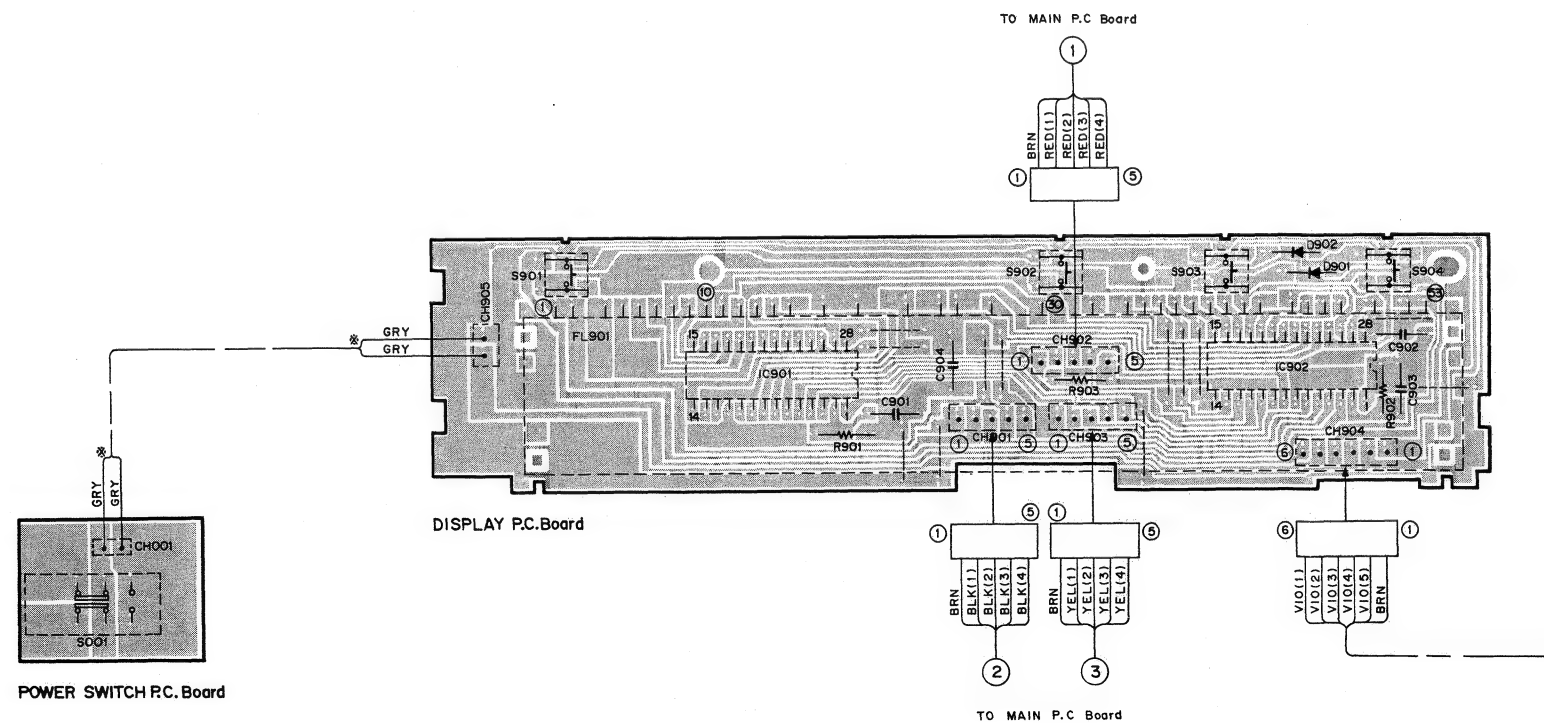 TO MAIN P.C Board
1
BRN
RED(1)
RED(2)
RED(3)
RED(4)
1
5
S901
1
10
S902
30
S903
D902
D901
S904
53
CH905
※
GRY
GRY
FL901
15
28
IC901
14
C904
C901
R901
CH902
1
5
R903
15
28
IC902
14
C902
R902
C903
1
CH901
5
1
CH903
5
CH904
6
1
※
GRY
GRY
CH001
S001
POWER SWITCH P.C. Board
DISPLAY P.C.Board
1
5
BRN
BLK(1)
BLK(2)
BLK(3)
BLK(4)
2
1
5
BRN
YEL(1)
YEL(2)
YEL(3)
YEL(4)
3
TO MAIN P.C Board
6
1
VIO(1)
VIO(2)
VIO(3)
VIO(4)
VIO(5)
BRN